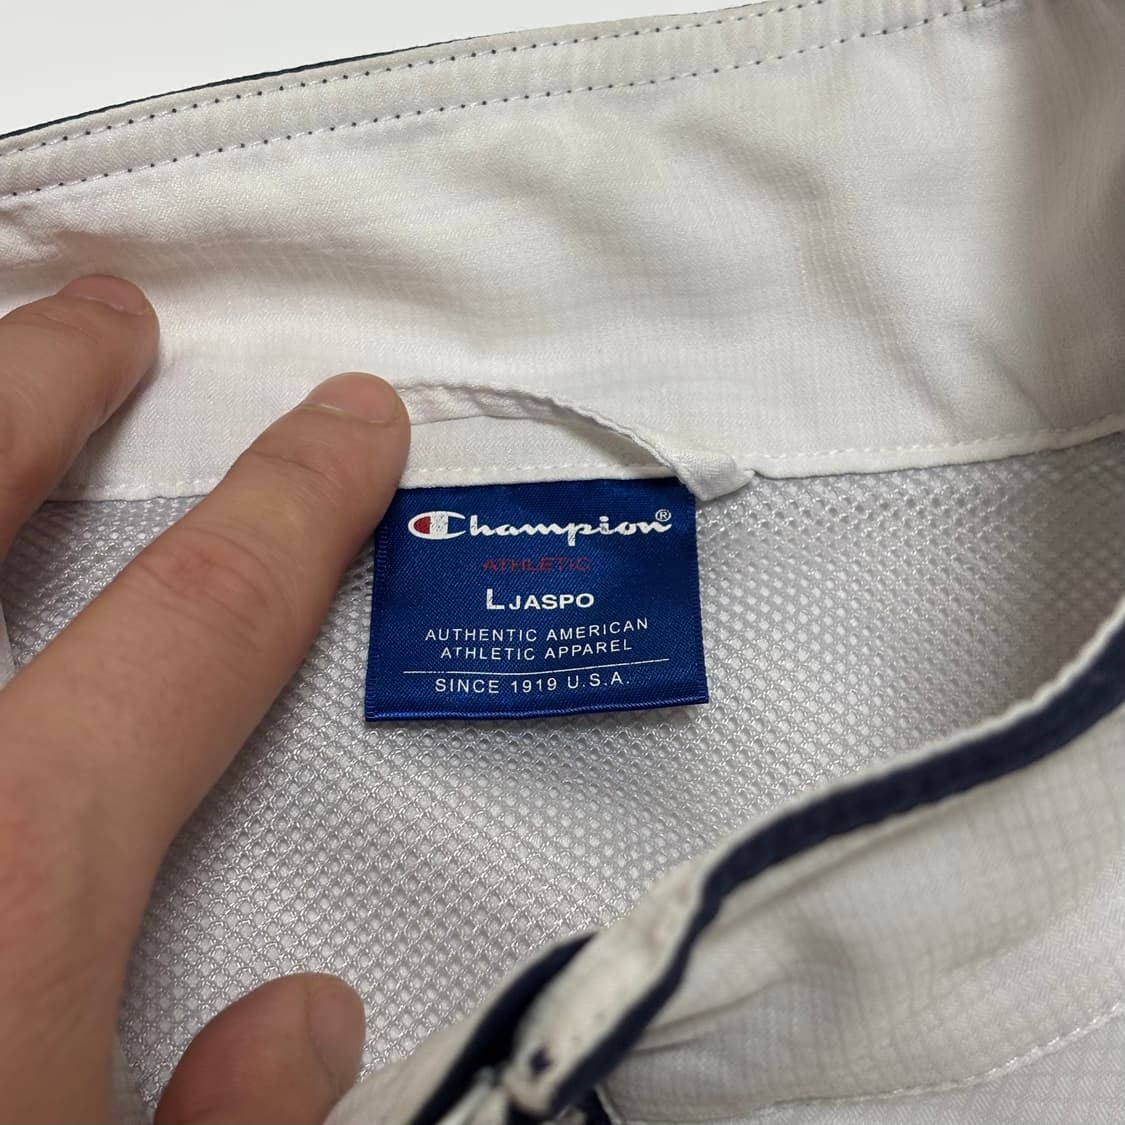 Champion®
ATHLETIC
L JASPO
AUTHENTIC AMERICAN
ATHLETIC APPAREL
SINCE 1919 U.S.A.